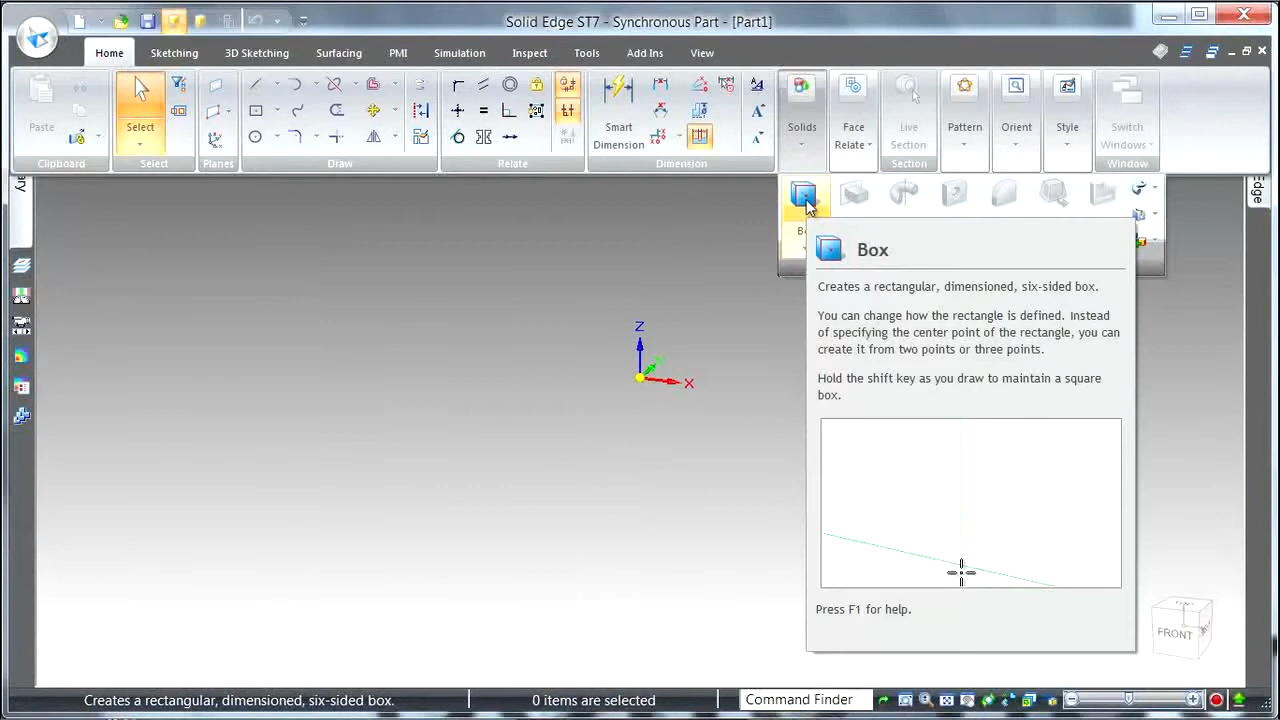 Solid Edge ST7 - Synchronous Part - [Part1]
Home
Sketching
3D Sketching
Surfacing
PMI
Simulation
Inspect
Tools
Add Ins
View
Paste
Select
Smart
Dimension
Solids
Face
Relate
Live
Section
Pattern
Orient
Style
Switch
Windows
Clipboard
Select
Planes
Draw
Relate
Dimension
Section
Window
Edge
Box
Creates a rectangular, dimensioned, six-sided box.
You can change how the rectangle is defined. Instead
of specifying the center point of the rectangle, you can
create it from two points or three points.
Hold the shift key as you draw to maintain a square
box.
Press F1 for help.
Z
Y
X
FRONT
Creates a rectangular, dimensioned, six-sided box.
0 items are selected
Command Finder